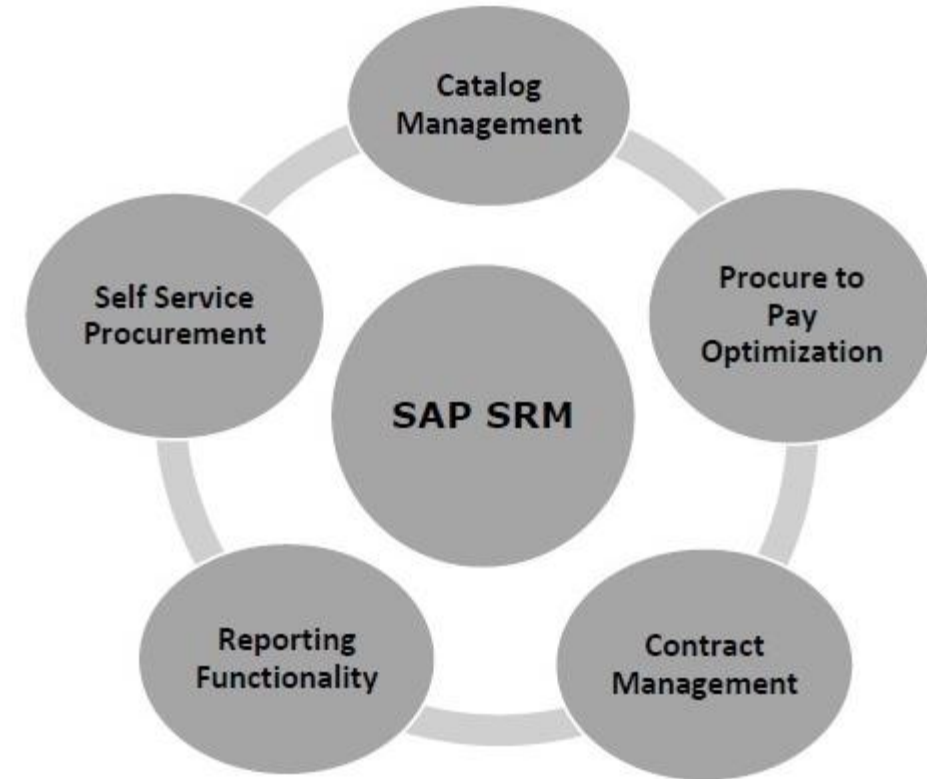 Catalog
Management
Procure to
Pay
Optimization
Contract
Management
Reporting
Functionality
Self Service
Procurement
SAP SRM